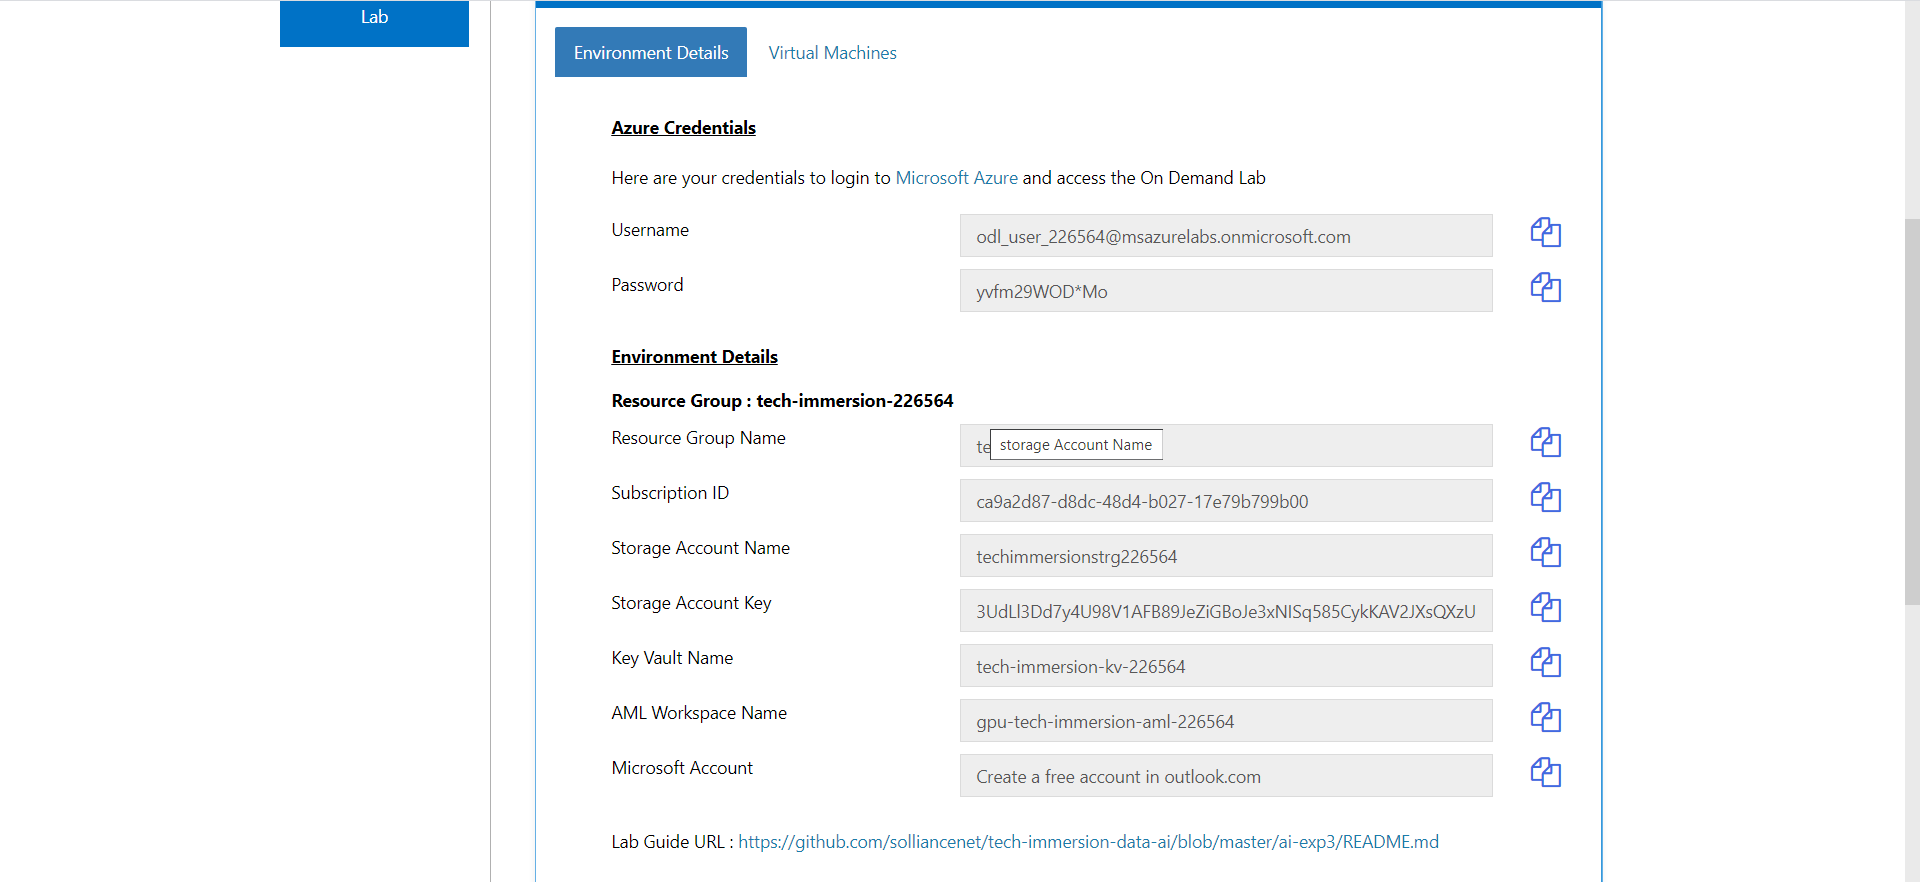 Lab
Environment Details
Virtual Machines
Azure Credentials
Here are your credentials to login to Microsoft Azure and access the On Demand Lab
Username
odl_user_226564@msazurelabs.onmicrosoft.com
Password
yvfm29WOD*Mo
Environment Details
Resource Group : tech-immersion-226564
Resource Group Name
te
storage Account Name
Subscription ID
ca9a2d87-d8dc-48d4-b027-17e79b799b00
Storage Account Name
techimmersionstrg226564
Storage Account Key
3UdLl3Dd7y4U98V1AFB89JeZiGBoJe3xNISq585CykKAV2JXsQXzU
Key Vault Name
tech-immersion-kv-226564
AML Workspace Name
gpu-tech-immersion-aml-226564
Microsoft Account
Create a free account in outlook.com
Lab Guide URL : https://github.com/solliancenet/tech-immersion-data-ai/blob/master/ai-exp3/README.md